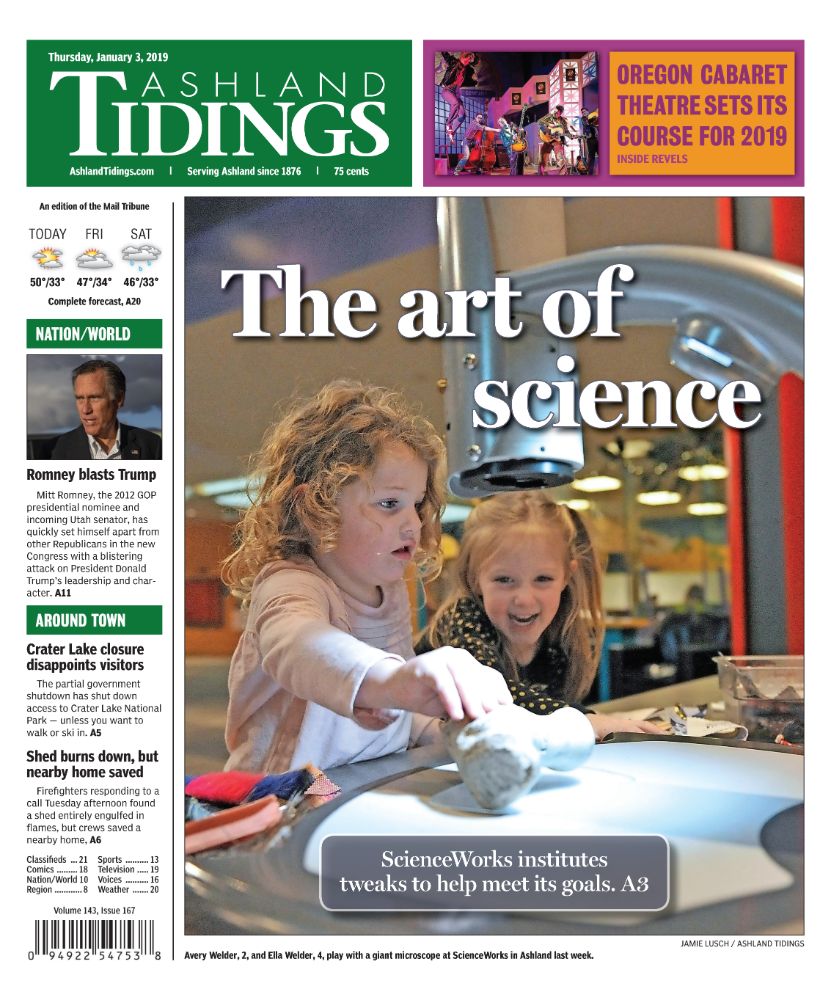 Thursday, January 3, 2019
ASHLAND
TIDINGS
AshlandTidings.com | Serving Ashland since 1876 | 75 cents
OREGON CABARET
THEATRE SETS ITS
COURSE FOR 2019
INSIDE REVELS
An edition of the Mail Tribune
TODAY FRI SAT
50°/33° 47°/34° 46°/33°
Complete forecast, A20
NATION/WORLD
Romney blasts Trump
Mitt Romney, the 2012 GOP
presidential nominee and
incoming Utah senator, has
quickly set himself apart from
other Republicans in the new
Congress with a blistering
attack on President Donald
Trump's leadership and char-
acter. A11
AROUND TOWN
Crater Lake closure
disappoints visitors
The partial government
shutdown has shut down
access to Crater Lake National
Park — unless you want to
walk or ski in. A5
Shed burns down, but
nearby home saved
Firefighters responding to a
call Tuesday afternoon found
a shed entirely engulfed in
flames, but crews saved a
nearby home, A6
Classifieds ... 21 Sports .......... 13
Comics ......... 18 Television ..... 19
Nation/World 10 Voices .......... 16
Region ............ 8 Weather ....... 20
Volume 143, Issue 167
0 94922 54753 8
The art of
science
ScienceWorks institutes
tweaks to help meet its goals. A3
JAMIE LUSCH / ASHLAND TIDINGS
Avery Welder, 2, and Ella Welder, 4, play with a giant microscope at ScienceWorks in Ashland last week.